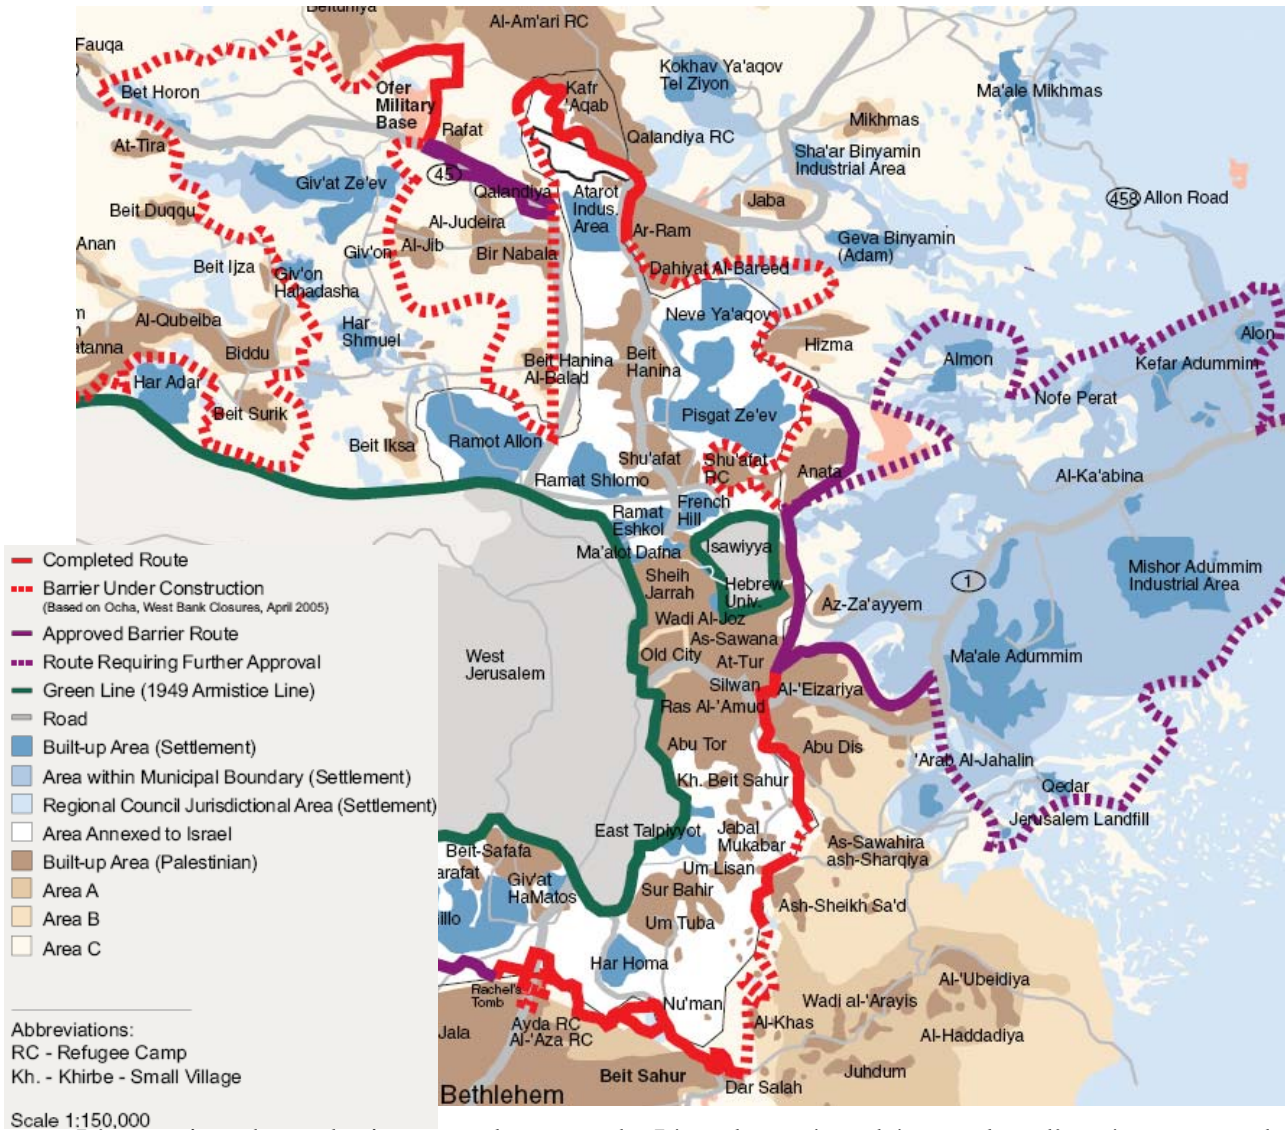 Al-Am'ari RC
Fauqa
Kokhav Ya'aqov
Tel Ziyon
Ma'ale Mikhmas
Bet Horon
Ofer
Military
Base
Kafr
'Aqab
Rafat
Qalandiya RC
Mikhmas
At-Tira
Sha'ar Binyamin
Industrial Area
Giv'at Ze'ev
45
Qalandiya
Atarot
Indus.
Area
Jaba
458
Allon Road
Beit Duqqu
Al-Judeira
Ar-Ram
Geva Binyamin
(Adam)
Anan
Giv'on
Al-Jib
Bir Nabala
Beit Ijza
Giv'on
Hahadasha
Dahiyat Al-Bareed
Al-Qubeiba
Har
Shmuel
Neve Ya'aqov
Hizma
Alon
atanna
Biddu
Beit Hanina
Al-Balad
Beit
Hanina
Almon
Kefar Adummim
Har Adar
Beit Surik
Nofe Perat
Pisgat Ze'ev
Beit Iksa
Ramot Allon
Shu'afat
Shu'afat
RC
Anata
Ramat Shlomo
Al-Ka'abina
Ramat
Eshkol
French
Hill
Ma'alot Dafna
Isawiyya
Sheih
Jarrah
Hebrew
Univ.
1
Mishor Adummim
Industrial Area
Az-Za'ayyem
Wadi Al-Joz
As-Sawana
West
Jerusalem
Old City
At-Tur
Ma'ale Adummim
Silwan
Al-'Eizariya
Ras Al-'Amud
Abu Tor
Abu Dis
'Arab Al-Jahalin
Kh. Beit Sahur
Qedar
Jerusalem Landfill
East Talpiyyot
Jabal
Mukabar
As-Sawahira
ash-Sharqiya
Beit-Safafa
Um Lisan
arafat
Giv'at
HaMatos
Sur Bahir
Ash-Sheikh Sa'd
illo
Um Tuba
Har Homa
Al-'Ubeidiya
Rachel's
Tomb
Nu'man
Wadi al-'Arayis
Jala
Ayda RC
Al-'Aza RC
Al-Khas
Al-Haddadiya
Beit Sahur
Juhdum
Bethlehem
Dar Salah
Completed Route
Barrier Under Construction
(Based on Ocha, West Bank Closures, April 2005)
Approved Barrier Route
Route Requiring Further Approval
Green Line (1949 Armistice Line)
Road
Built-up Area (Settlement)
Area within Municipal Boundary (Settlement)
Regional Council Jurisdictional Area (Settlement)
Area Annexed to Israel
Built-up Area (Palestinian)
Area A
Area B
Area C
Abbreviations:
RC - Refugee Camp
Kh. - Khirbe - Small Village
Scale 1:150,000